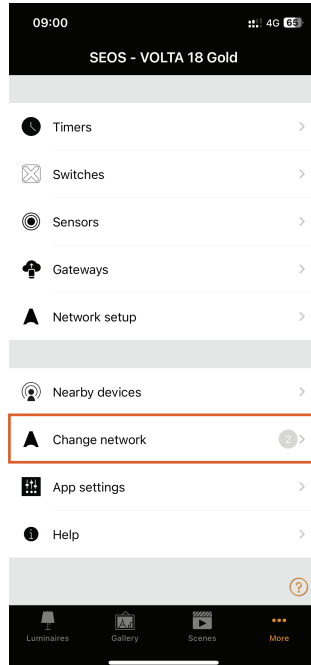 09:00 4G 65
SEOS - VOLTA 18 Gold
Timers
Switches
Sensors
Gateways
Network setup
Nearby devices
Change network 2
App settings
Help
?
Luminaires Gallery Scenes More